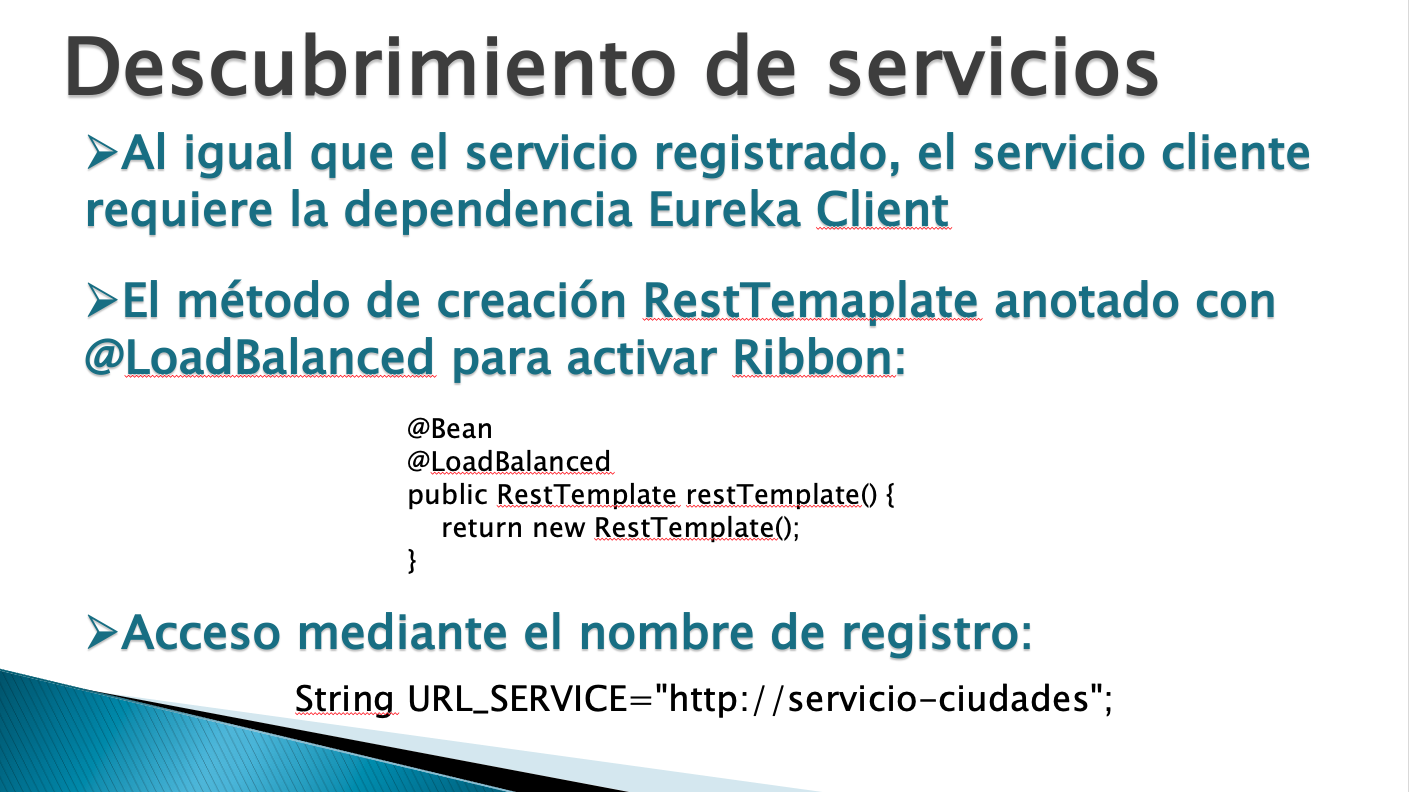 Descubrimiento de servicios
➢Al igual que el servicio registrado, el servicio cliente
requiere la dependencia Eureka Client
➢El método de creación RestTemaplate anotado con
@LoadBalanced para activar Ribbon:
@Bean
@LoadBalanced
public RestTemplate restTemplate() {
    return new RestTemplate();
}
➢Acceso mediante el nombre de registro:
String URL_SERVICE="http://servicio-ciudades";